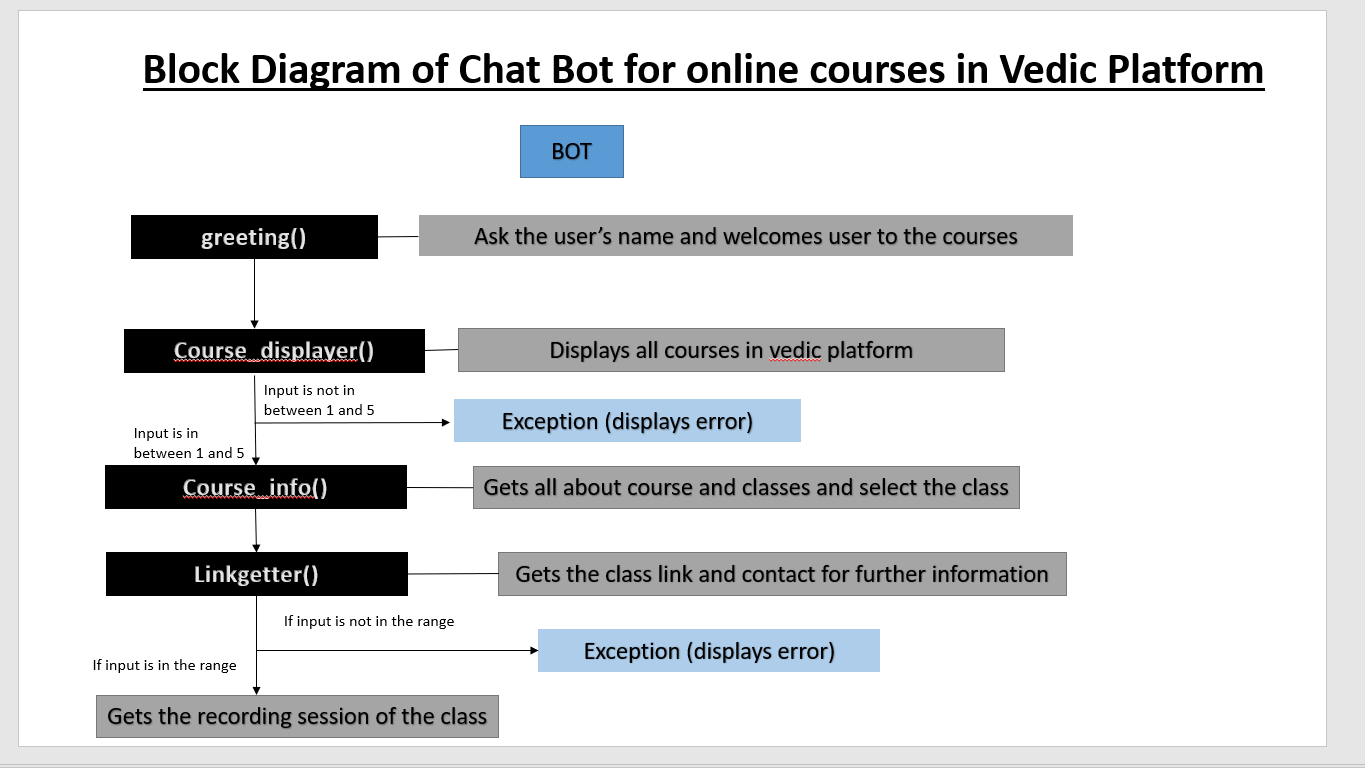 Block Diagram of Chat Bot for online courses in Vedic Platform
BOT
greeting()
Ask the user’s name and welcomes user to the courses
Course_displayer()
Displays all courses in vedic platform
Input is not in
between 1 and 5
Exception (displays error)
Input is in
between 1 and 5
Course_info()
Gets all about course and classes and select the class
Linkgetter()
Gets the class link and contact for further information
If input is not in the range
Exception (displays error)
If input is in the range
Gets the recording session of the class